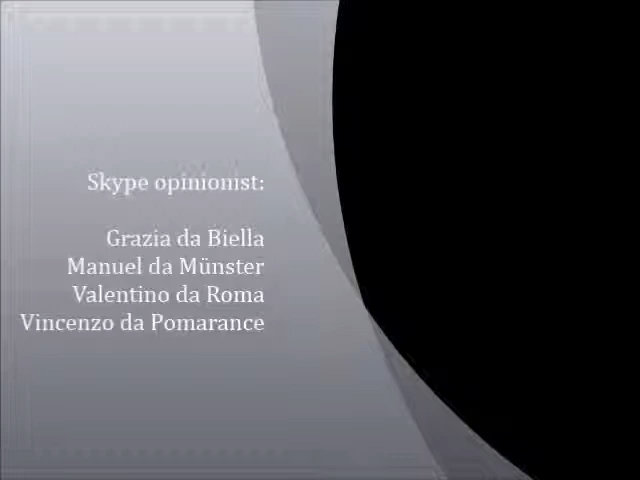 Skype opinionist:
Grazia da Biella
Manuel da Münster
Valentino da Roma
Vincenzo da Pomarance